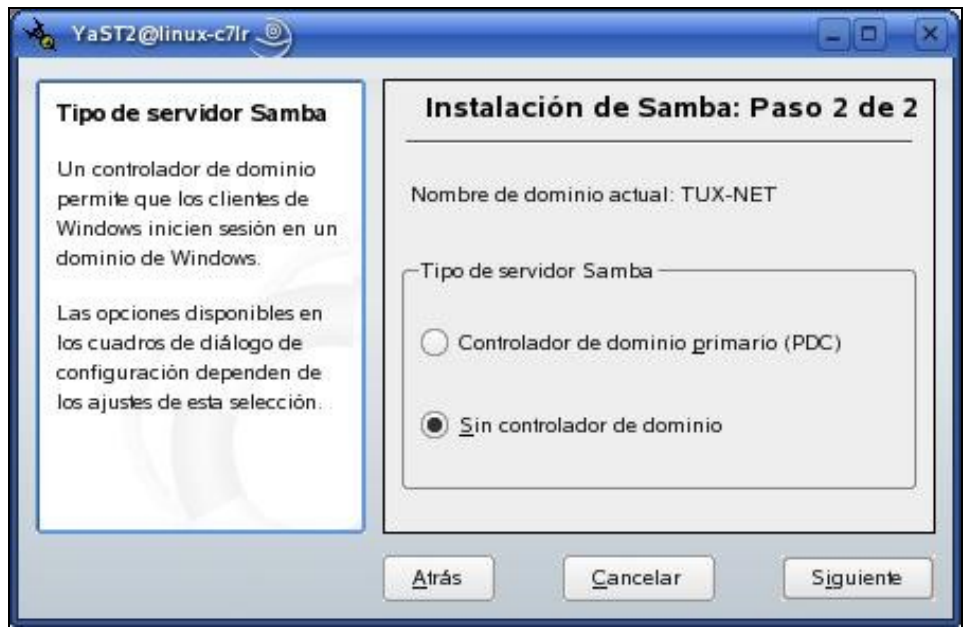 YaST2@linux-c7lr
Tipo de servidor Samba
Un controlador de dominio
permite que los clientes de
Windows inicien sesión en un
dominio de Windows.
Las opciones disponibles en
los cuadros de diálogo de
configuración dependen de
los ajustes de esta selección.
Instalación de Samba: Paso 2 de 2
Nombre de dominio actual: TUX-NET
Tipo de servidor Samba
Controlador de dominio primario (PDC)
Sin controlador de dominio
Atrás
Cancelar
Siguiente